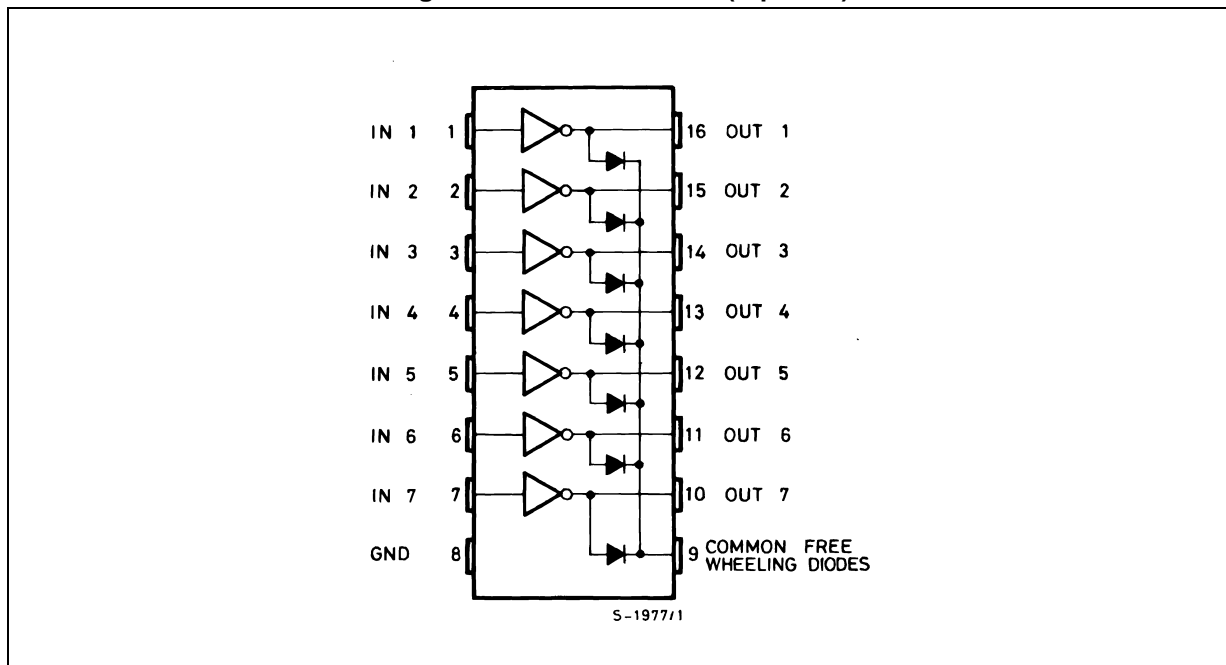 IN 1 1 16 OUT 1
IN 2 2 15 OUT 2
IN 3 3 14 OUT 3
IN 4 4 13 OUT 4
IN 5 5 12 OUT 5
IN 6 6 11 OUT 6
IN 7 7 10 OUT 7
GND 8 9 COMMON FREE
WHEELING DIODES
S-1977/1